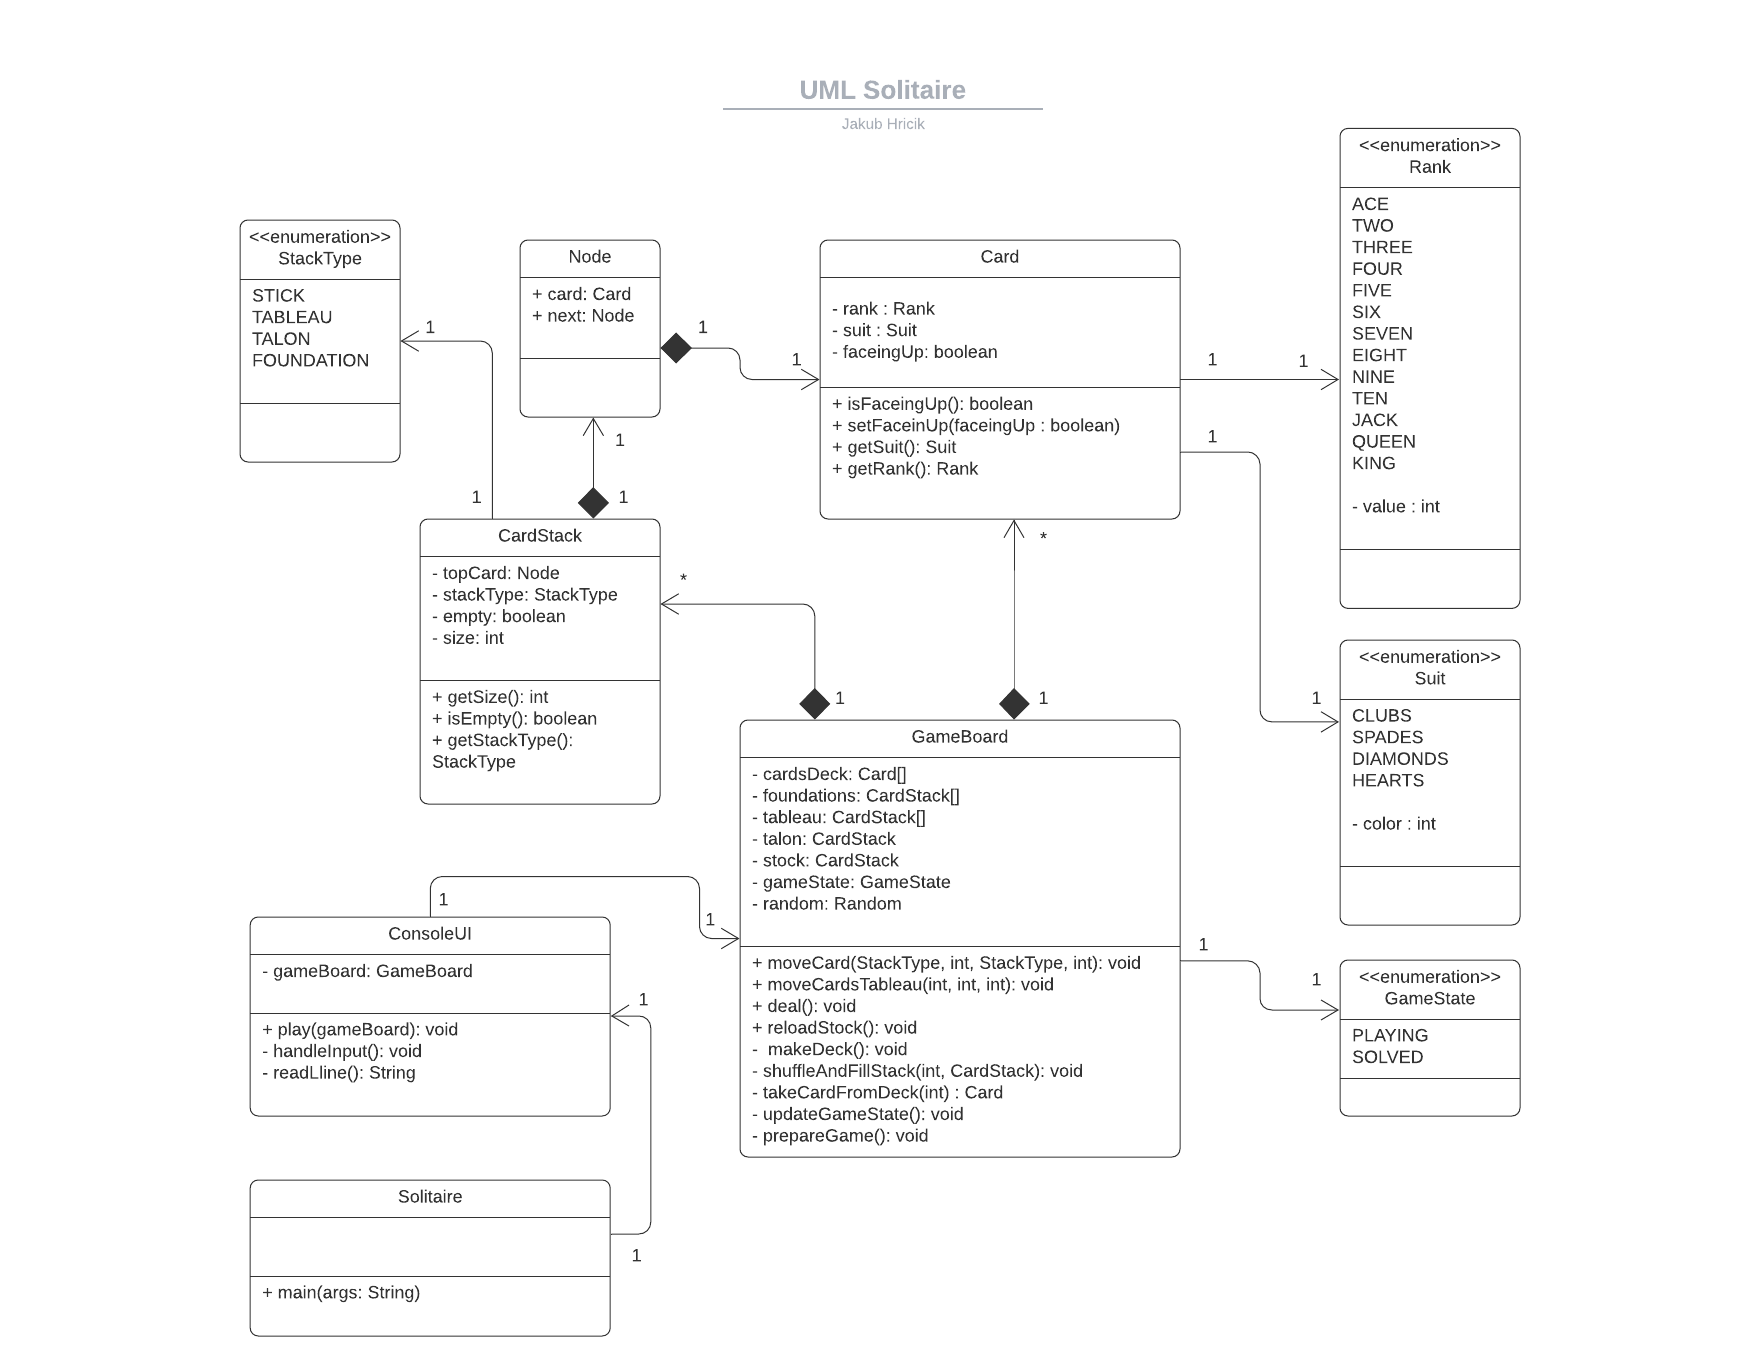 UML Solitaire
Jakub Hricik
<<enumeration>>
StackType
STICK
TABLEAU
TALON
FOUNDATION
1
1
Node
+ card: Card
+ next: Node
1
1
1
1
Card
- rank : Rank
- suit : Suit
- faceingUp: boolean
+ isFaceingUp(): boolean
+ setFaceinUp(faceingUp : boolean)
+ getSuit(): Suit
+ getRank(): Rank
1
1
1
1
<<enumeration>>
Rank
ACE
TWO
THREE
FOUR
FIVE
SIX
SEVEN
EIGHT
NINE
TEN
JACK
QUEEN
KING
- value : int
CardStack
- topCard: Node
- stackType: StackType
- empty: boolean
- size: int
+ getSize(): int
+ isEmpty(): boolean
+ getStackType():
StackType
*
1
*
1
<<enumeration>>
Suit
CLUBS
SPADES
DIAMONDS
HEARTS
- color : int
GameBoard
- cardsDeck: Card[]
- foundations: CardStack[]
- tableau: CardStack[]
- talon: CardStack
- stock: CardStack
- gameState: GameState
- random: Random
+ moveCard(StackType, int, StackType, int): void
+ moveCardsTableau(int, int, int): void
+ deal(): void
+ reloadStock(): void
-  makeDeck(): void
- shuffleAndFillStack(int, CardStack): void
- takeCardFromDeck(int) : Card
- updateGameState(): void
- prepareGame(): void
1
1
<<enumeration>>
GameState
PLAYING
SOLVED
1
1
ConsoleUI
- gameBoard: GameBoard
+ play(gameBoard): void
- handleInput(): void
- readLline(): String
1
1
Solitaire
+ main(args: String)